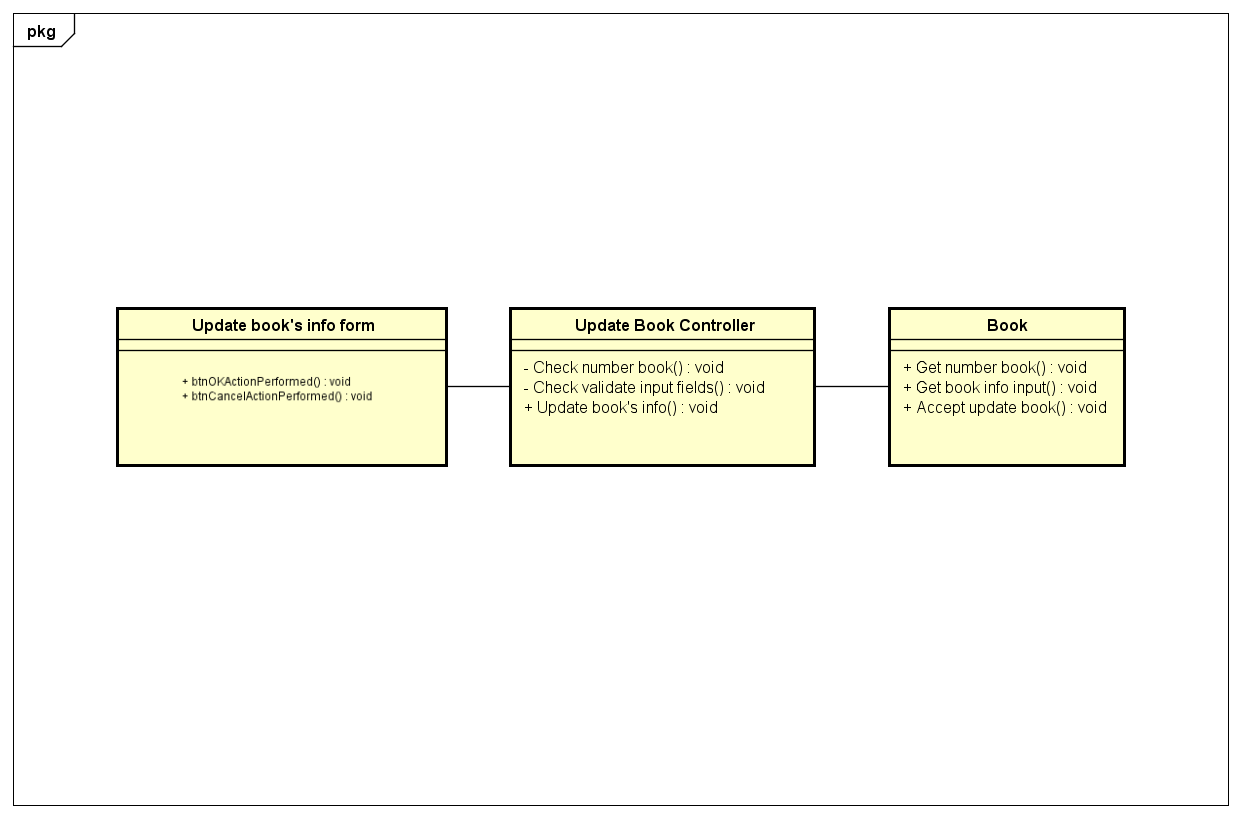 pkg
Update book's info form
+ btnOKActionPerformed() : void
+ btnCancelActionPerformed() : void
Update Book Controller
- Check number book() : void
- Check validate input fields() : void
+ Update book's info() : void
Book
+ Get number book() : void
+ Get book info input() : void
+ Accept update book() : void